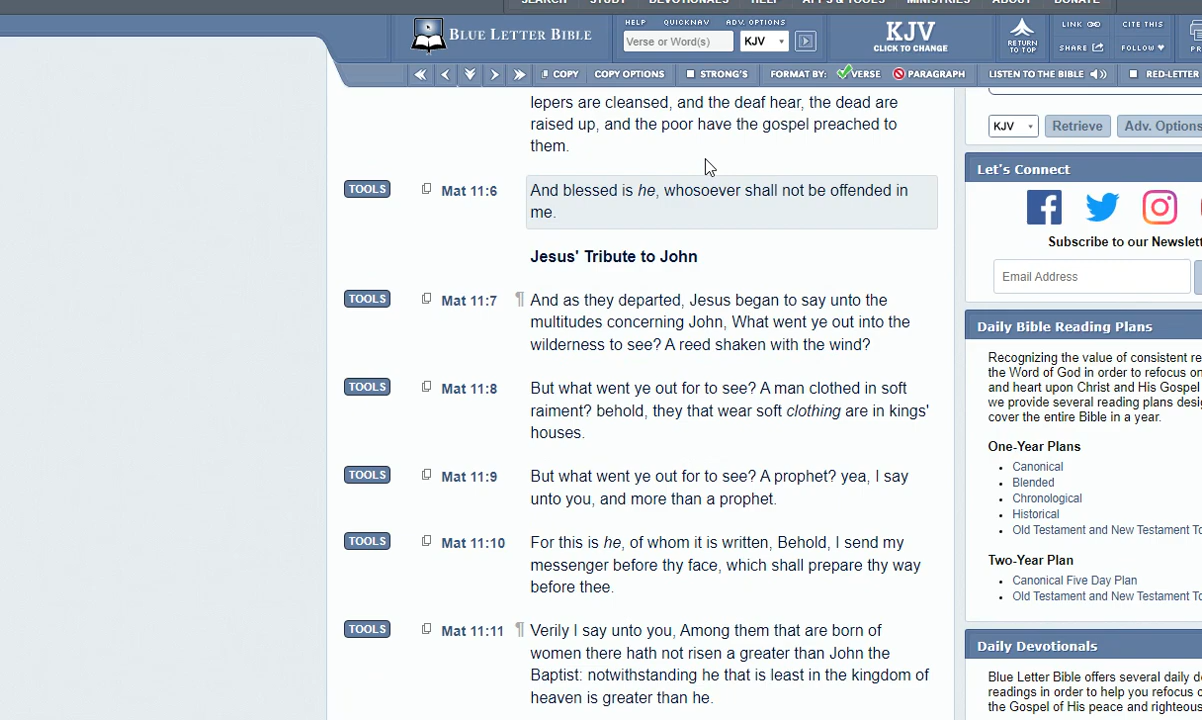 SEARCH STUDY DEVOTIONALS HELP APPS & TOOLS MINISTRIES ABOUT DONATE
BLUE LETTER BIBLE
HELP QUICKNAV ADV. OPTIONS
Verse or Word(s) KJV
KJV
CLICK TO CHANGE
RETURN
TO TOP
LINK CITE THIS
SHARE FOLLOW
COPY COPY OPTIONS STRONG'S FORMAT BY: VERSE PARAGRAPH LISTEN TO THE BIBLE RED-LETTER
lepers are cleansed, and the deaf hear, the dead are
raised up, and the poor have the gospel preached to
them.
TOOLS Mat 11:6 And blessed is he, whosoever shall not be offended in
me.
Jesus' Tribute to John
TOOLS Mat 11:7 ¶ And as they departed, Jesus began to say unto the
multitudes concerning John, What went ye out into the
wilderness to see? A reed shaken with the wind?
TOOLS Mat 11:8 But what went ye out for to see? A man clothed in soft
raiment? behold, they that wear soft clothing are in kings'
houses.
TOOLS Mat 11:9 But what went ye out for to see? A prophet? yea, I say
unto you, and more than a prophet.
TOOLS Mat 11:10 For this is he, of whom it is written, Behold, I send my
messenger before thy face, which shall prepare thy way
before thee.
TOOLS Mat 11:11 ¶ Verily I say unto you, Among them that are born of
women there hath not risen a greater than John the
Baptist: notwithstanding he that is least in the kingdom of
heaven is greater than he.
KJV Retrieve Adv. Options
Let's Connect
Subscribe to our Newslett
Email Address
Daily Bible Reading Plans
Recognizing the value of consistent re
the Word of God in order to refocus on
and heart upon Christ and His Gospel
we provide several reading plans desig
cover the entire Bible in a year.
One-Year Plans
• Canonical
• Blended
• Chronological
• Historical
• Old Testament and New Testament To
Two-Year Plan
• Canonical Five Day Plan
• Old Testament and New Testament To
Daily Devotionals
Blue Letter Bible offers several daily de
readings in order to help you refocus o
the Gospel of His peace and righteous